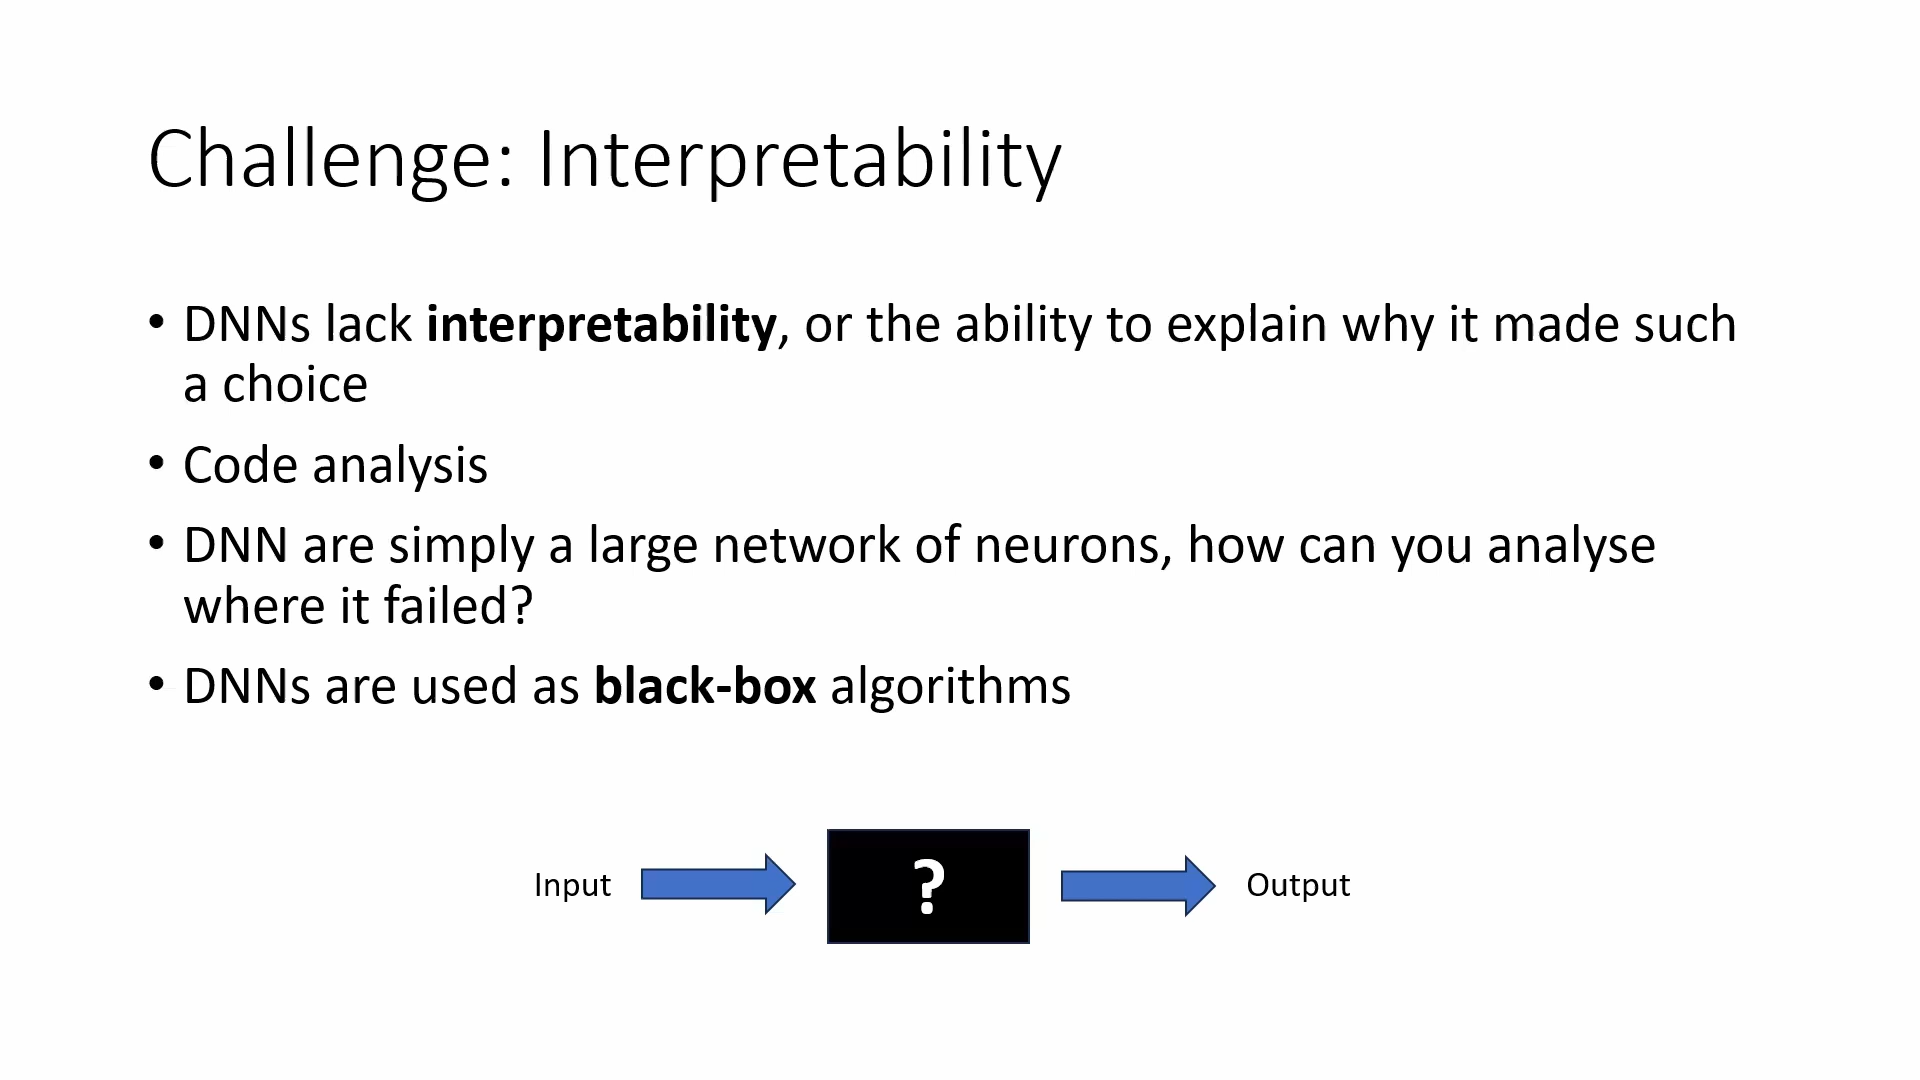 Challenge: Interpretability
• DNNs lack interpretability, or the ability to explain why it made such
a choice
• Code analysis
• DNN are simply a large network of neurons, how can you analyse
where it failed?
• DNNs are used as black-box algorithms
Input
?
Output